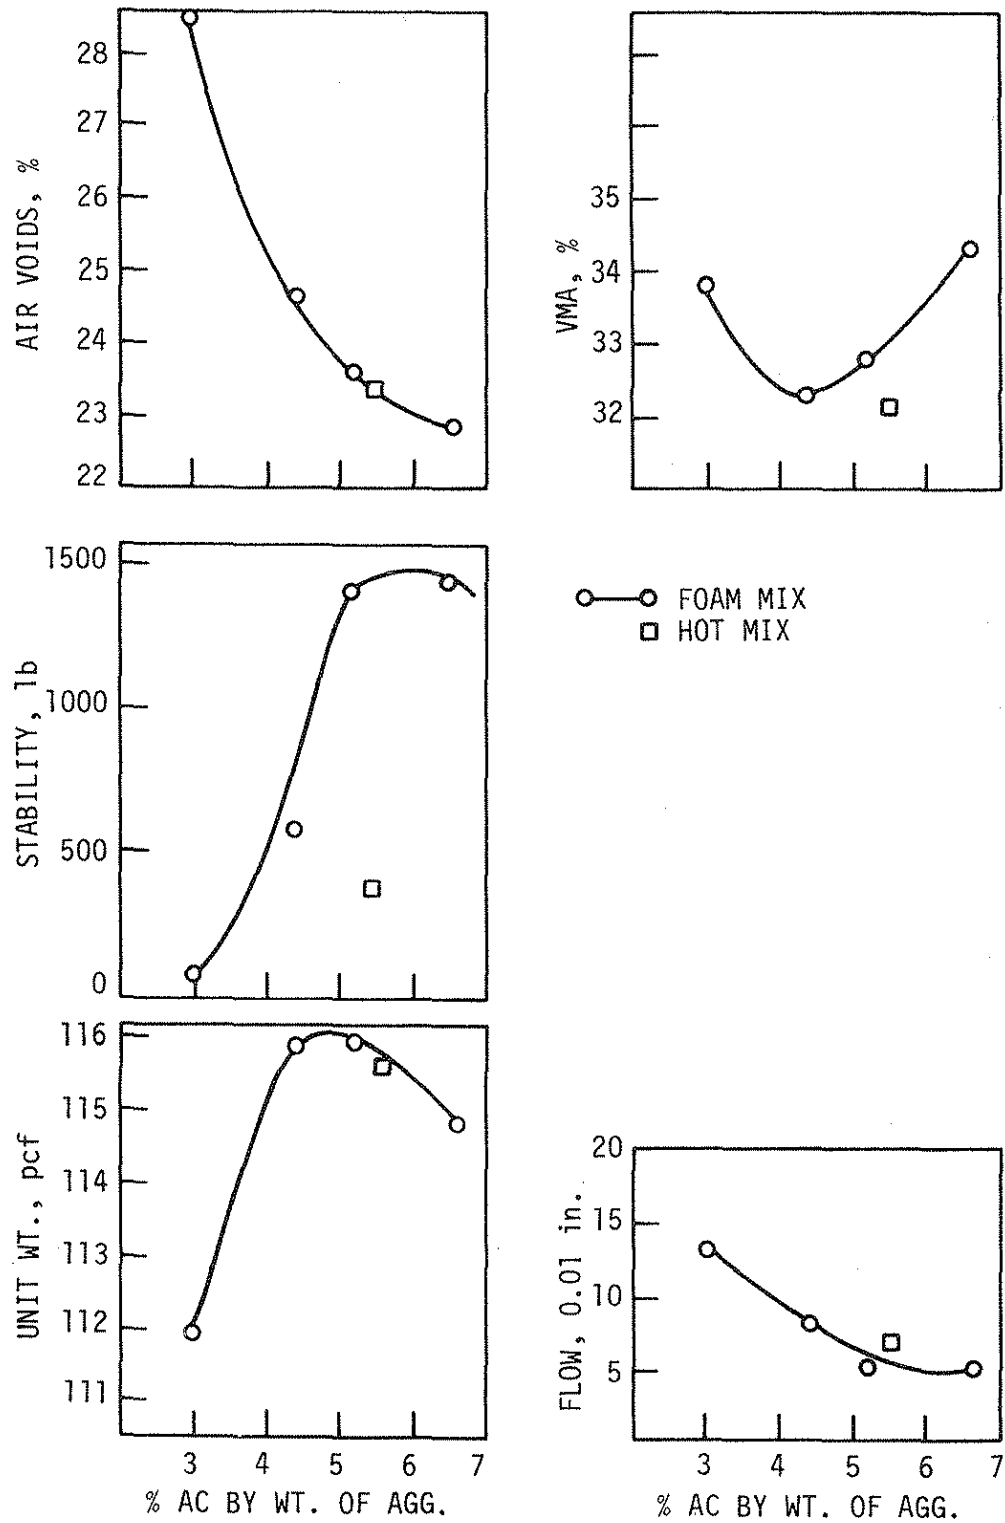 28
27
26
25
24
23
22
AIR VOIDS, %
35
34
33
32
VMA, %
1500
1000
500
0
STABILITY, lb
FOAM MIX
HOT MIX
116
115
114
113
112
111
UNIT WT., pcf
3 4 5 6 7
% AC BY WT. OF AGG.
20
15
10
5
FLOW, 0.01 in.
3 4 5 6 7
% AC BY WT. OF AGG.